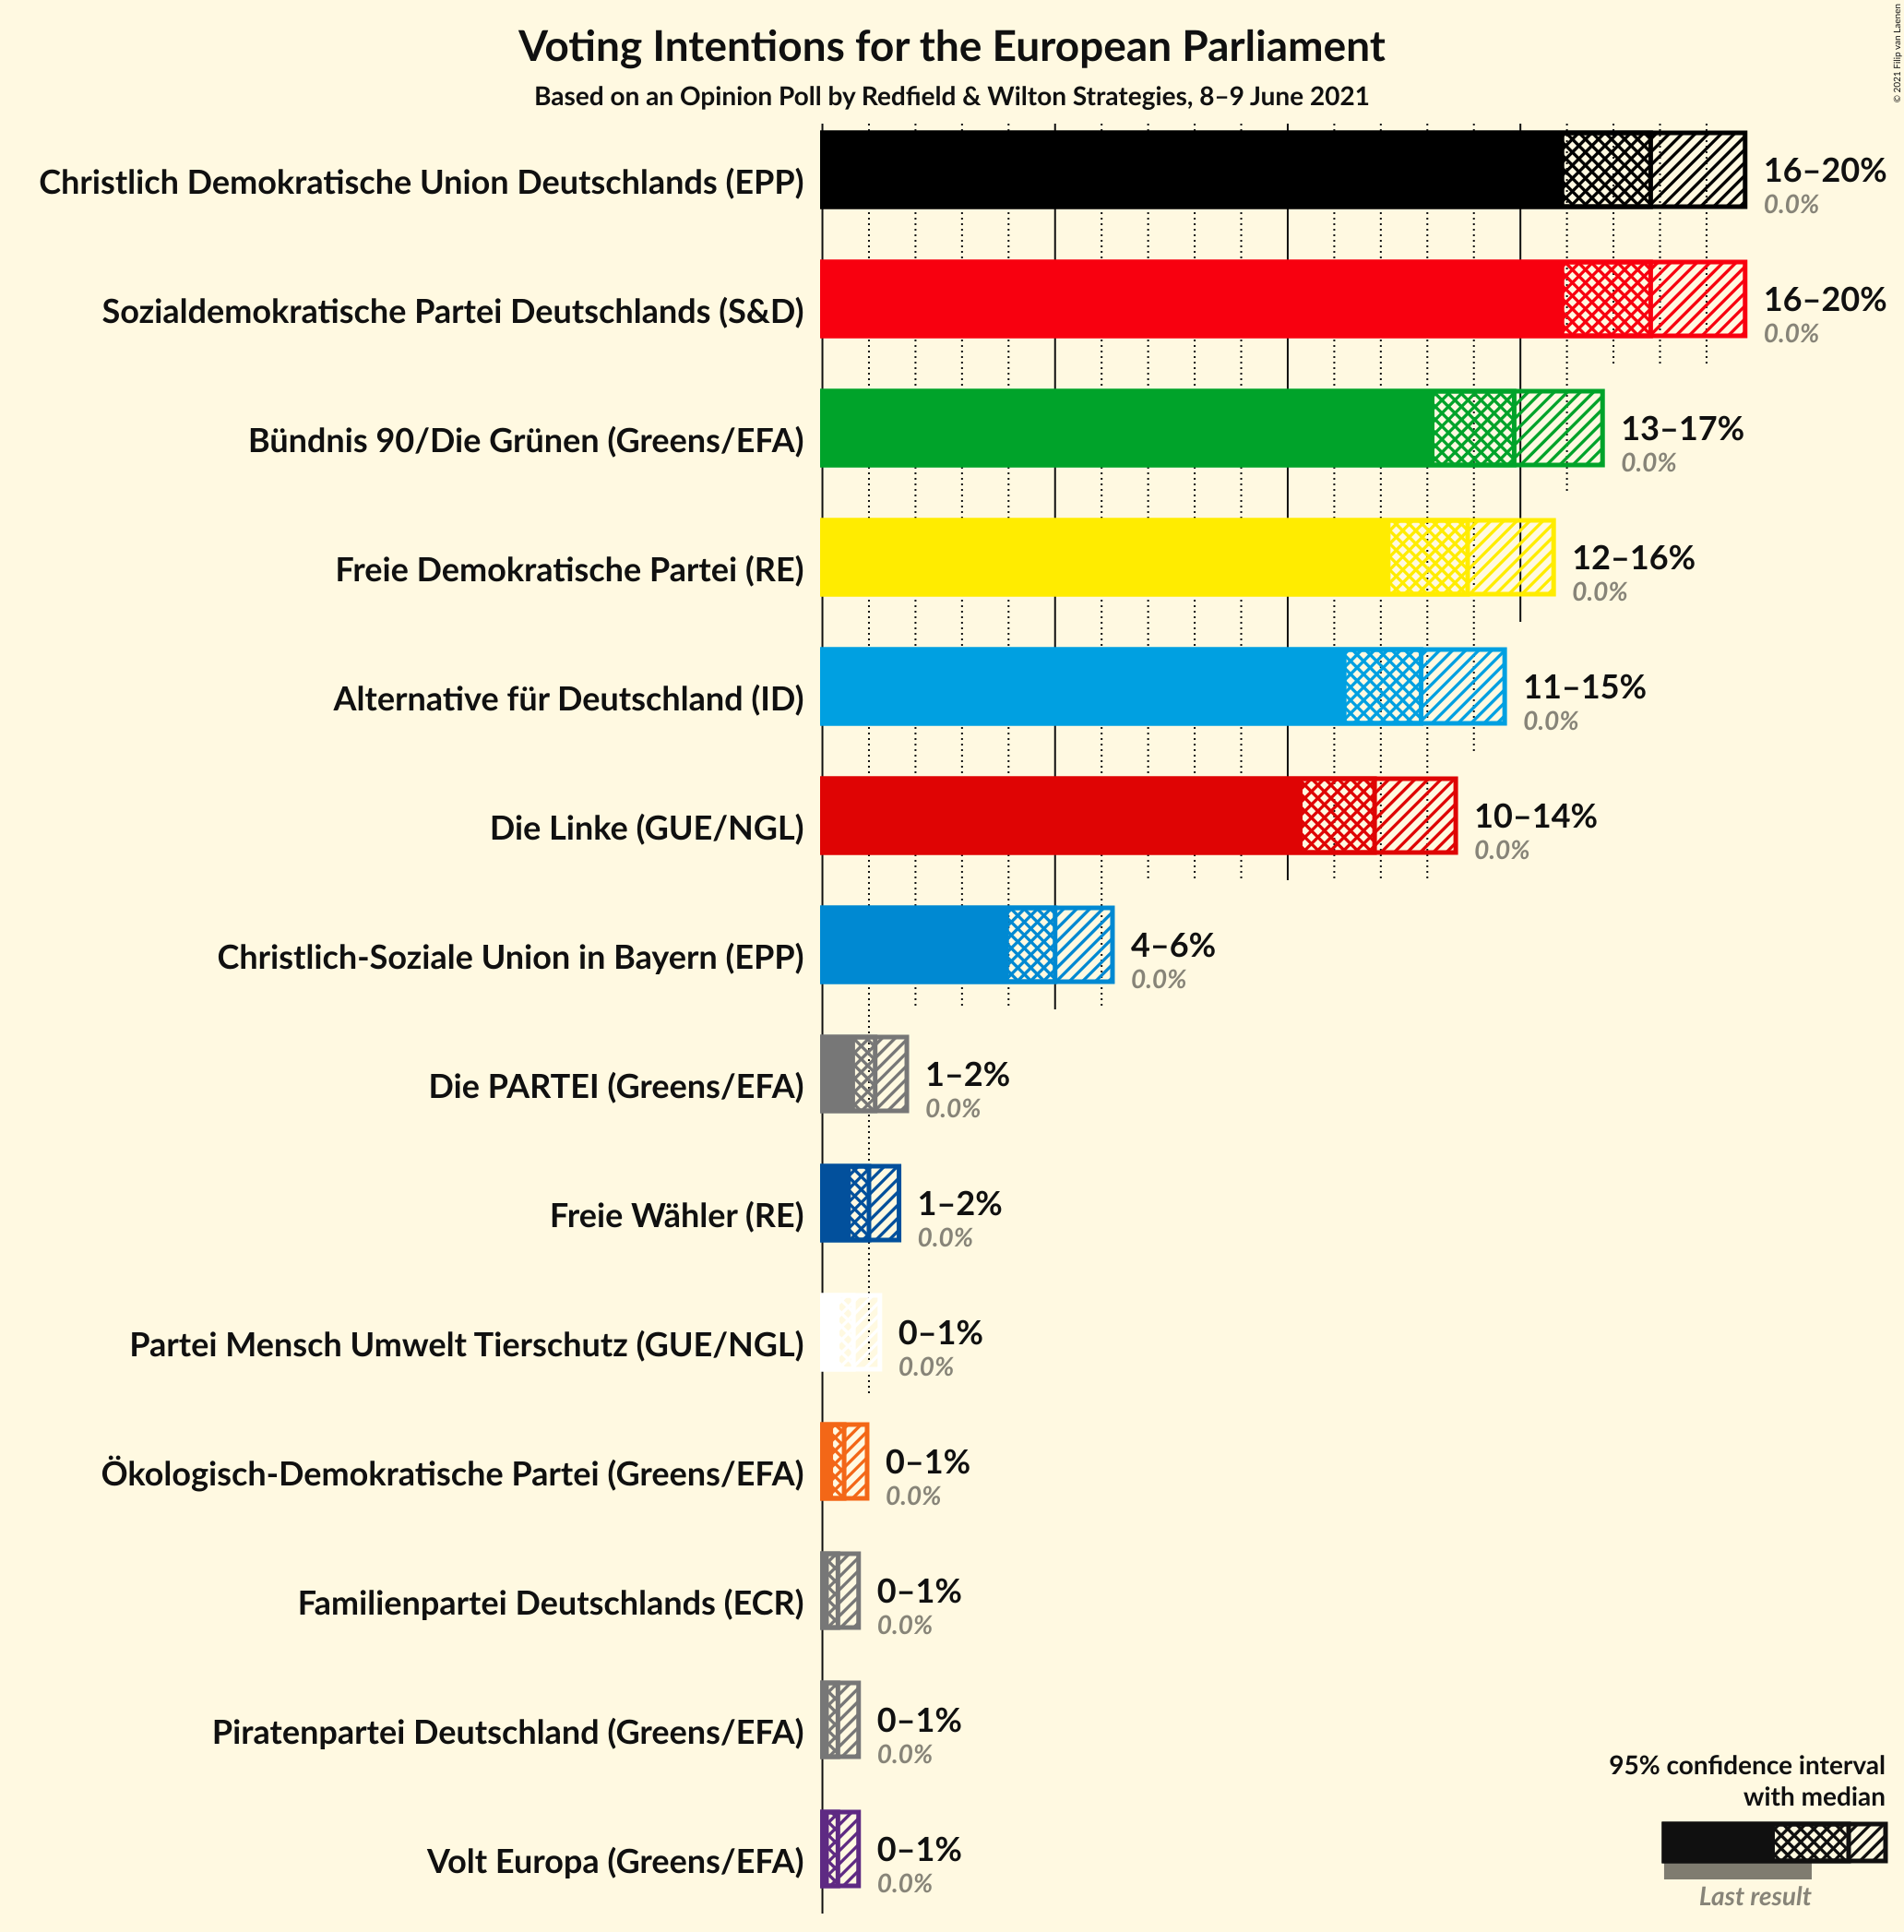 Voting Intentions for the European Parliament
Based on an Opinion Poll by Redfield & Wilton Strategies, 8–9 June 2021
© 2021 Filip van Laenen
Christlich Demokratische Union Deutschlands (EPP)
16–20%
0.0%
Sozialdemokratische Partei Deutschlands (S&D)
16–20%
0.0%
Bündnis 90/Die Grünen (Greens/EFA)
13–17%
0.0%
Freie Demokratische Partei (RE)
12–16%
0.0%
Alternative für Deutschland (ID)
11–15%
0.0%
Die Linke (GUE/NGL)
10–14%
0.0%
Christlich-Soziale Union in Bayern (EPP)
4–6%
0.0%
Die PARTEI (Greens/EFA)
1–2%
0.0%
Freie Wähler (RE)
1–2%
0.0%
Partei Mensch Umwelt Tierschutz (GUE/NGL)
0–1%
0.0%
Ökologisch-Demokratische Partei (Greens/EFA)
0–1%
0.0%
Familienpartei Deutschlands (ECR)
0–1%
0.0%
Piratenpartei Deutschland (Greens/EFA)
0–1%
0.0%
Volt Europa (Greens/EFA)
0–1%
0.0%
95% confidence interval
with median
Last result